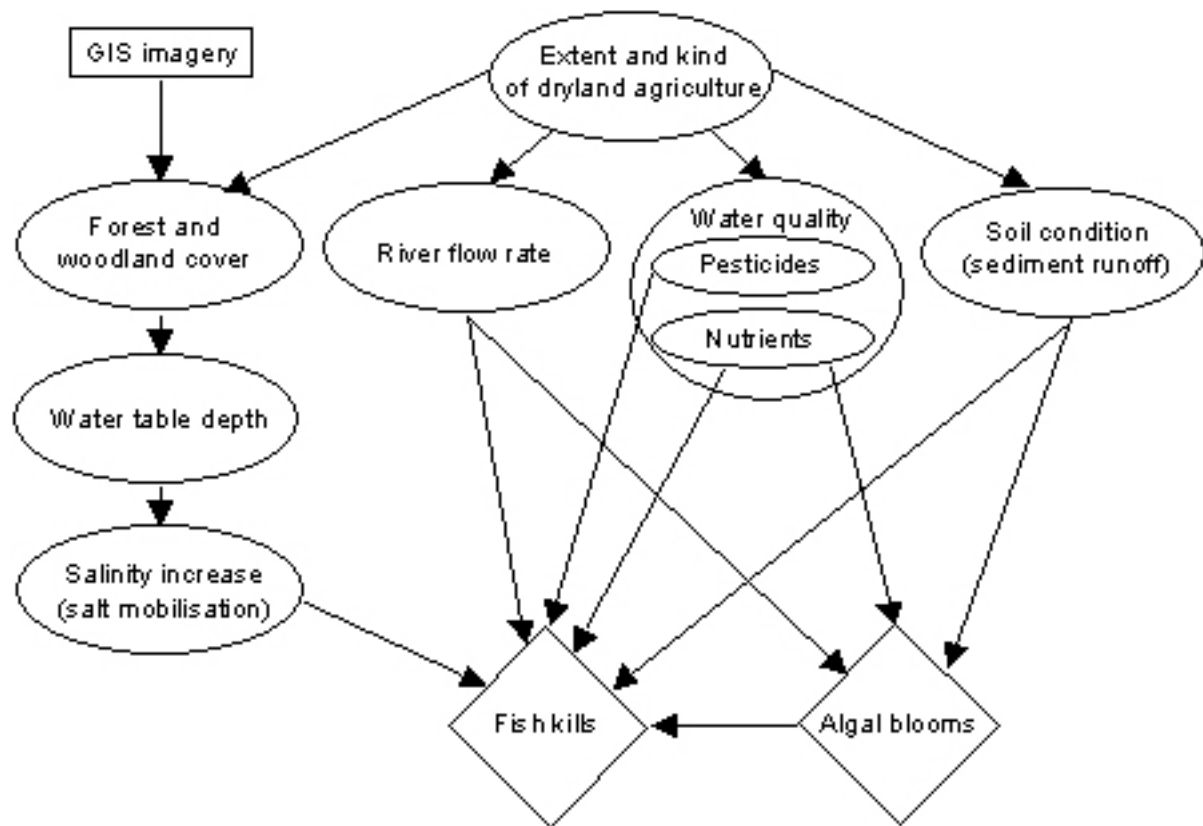 GIS imagery
Extent and kind
of dryland agriculture
Forest and
woodland cover
River flow rate
Water quality
Pesticides
Nutrients
Soil condition
(sediment runoff)
Water table depth
Salinity increase
(salt mobilisation)
Fish kills
Algal blooms